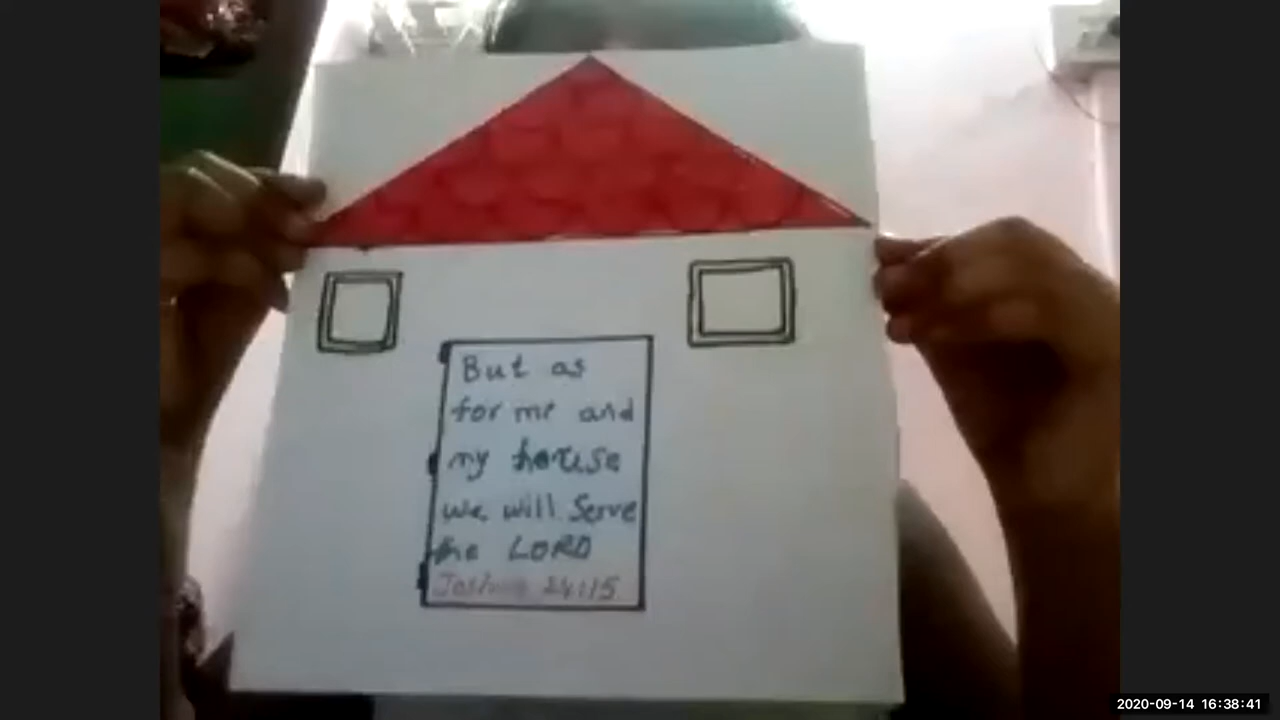 But as
for me and
my house
we will Serve
the LORD
Joshua 24:15
2020-09-14 16:38:41